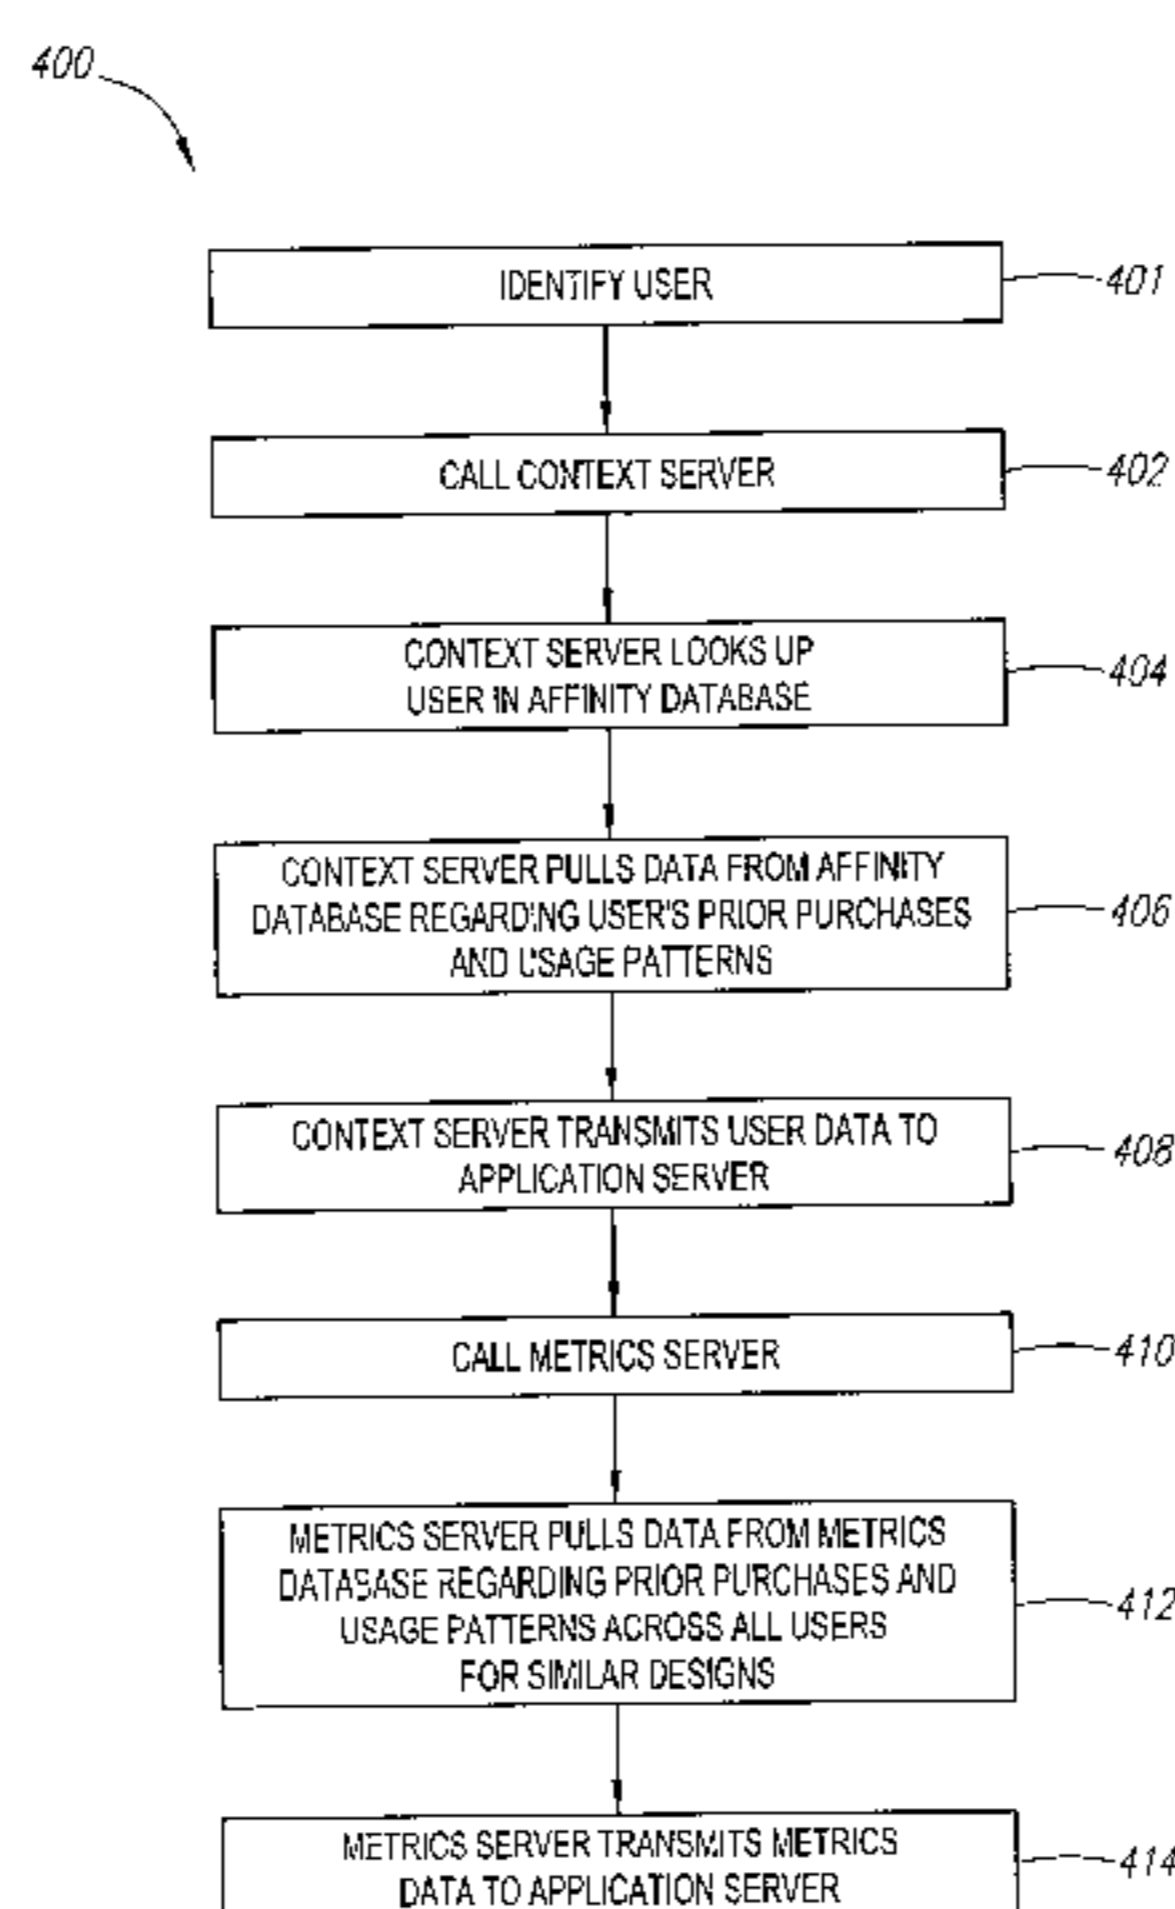 400
IDENTIFY USER
401
CALL CONTEXT SERVER
402
CONTEXT SERVER LOOKS UP
USER IN AFFINITY DATABASE
404
CONTEXT SERVER PULLS DATA FROM AFFINITY
DATABASE REGARDING USER'S PRIOR PURCHASES
AND USAGE PATTERNS
406
CONTEXT SERVER TRANSMITS USER DATA TO
APPLICATION SERVER
408
CALL METRICS SERVER
410
METRICS SERVER PULLS DATA FROM METRICS
DATABASE REGARDING PRIOR PURCHASES AND
USAGE PATTERNS ACROSS ALL USERS
FOR SIMILAR DESIGNS
412
METRICS SERVER TRANSMITS METRICS
DATA TO APPLICATION SERVER
414